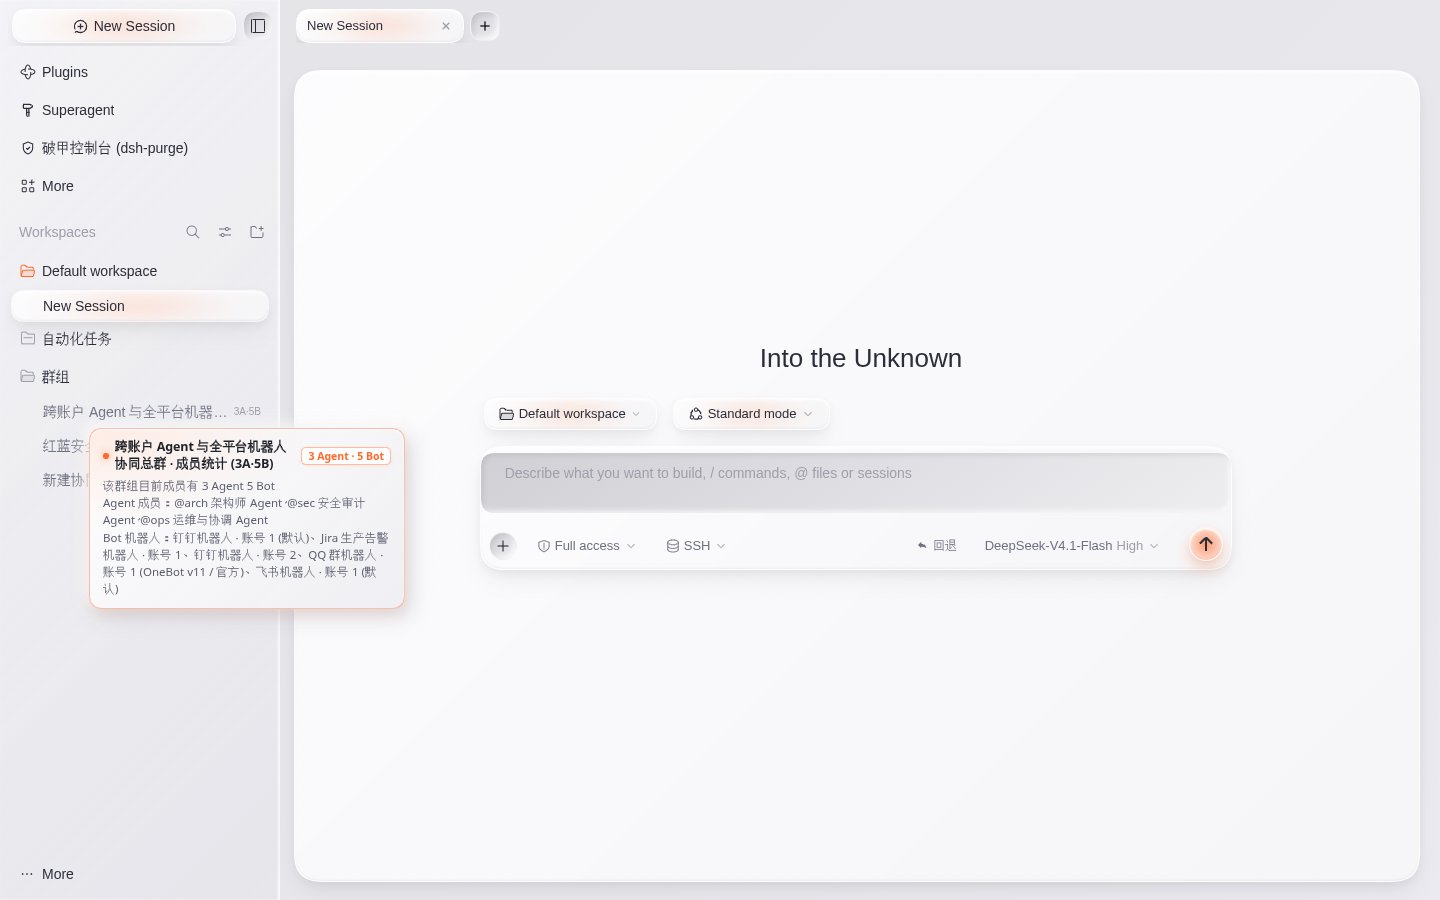 New Session
New Session
Plugins
Superagent
破甲控制台 (dsh-purge)
More
Workspaces
Default workspace
New Session
自动化任务
群组
跨账户 Agent 与全平台机器… 3A·5B
红蓝安
新建协
跨账户 Agent 与全平台机器人
协同总群 · 成员统计 (3A·5B)
3 Agent · 5 Bot
该群组目前成员有 3 Agent 5 Bot
Agent 成员：@arch 架构师 Agent·@sec 安全审计
Agent·@ops 运维与协调 Agent
Bot 机器人：钉钉机器人 · 账号 1 (默认)、Jira 生产告警
机器人 · 账号 1、钉钉机器人 · 账号 2、QQ 群机器人 ·
账号 1 (OneBot v11 / 官方)、飞书机器人 · 账号 1 (默
认)
Into the Unknown
Default workspace
Standard mode
Describe what you want to build, / commands, @ files or sessions
Full access
SSH
回退
DeepSeek-V4.1-Flash High
More